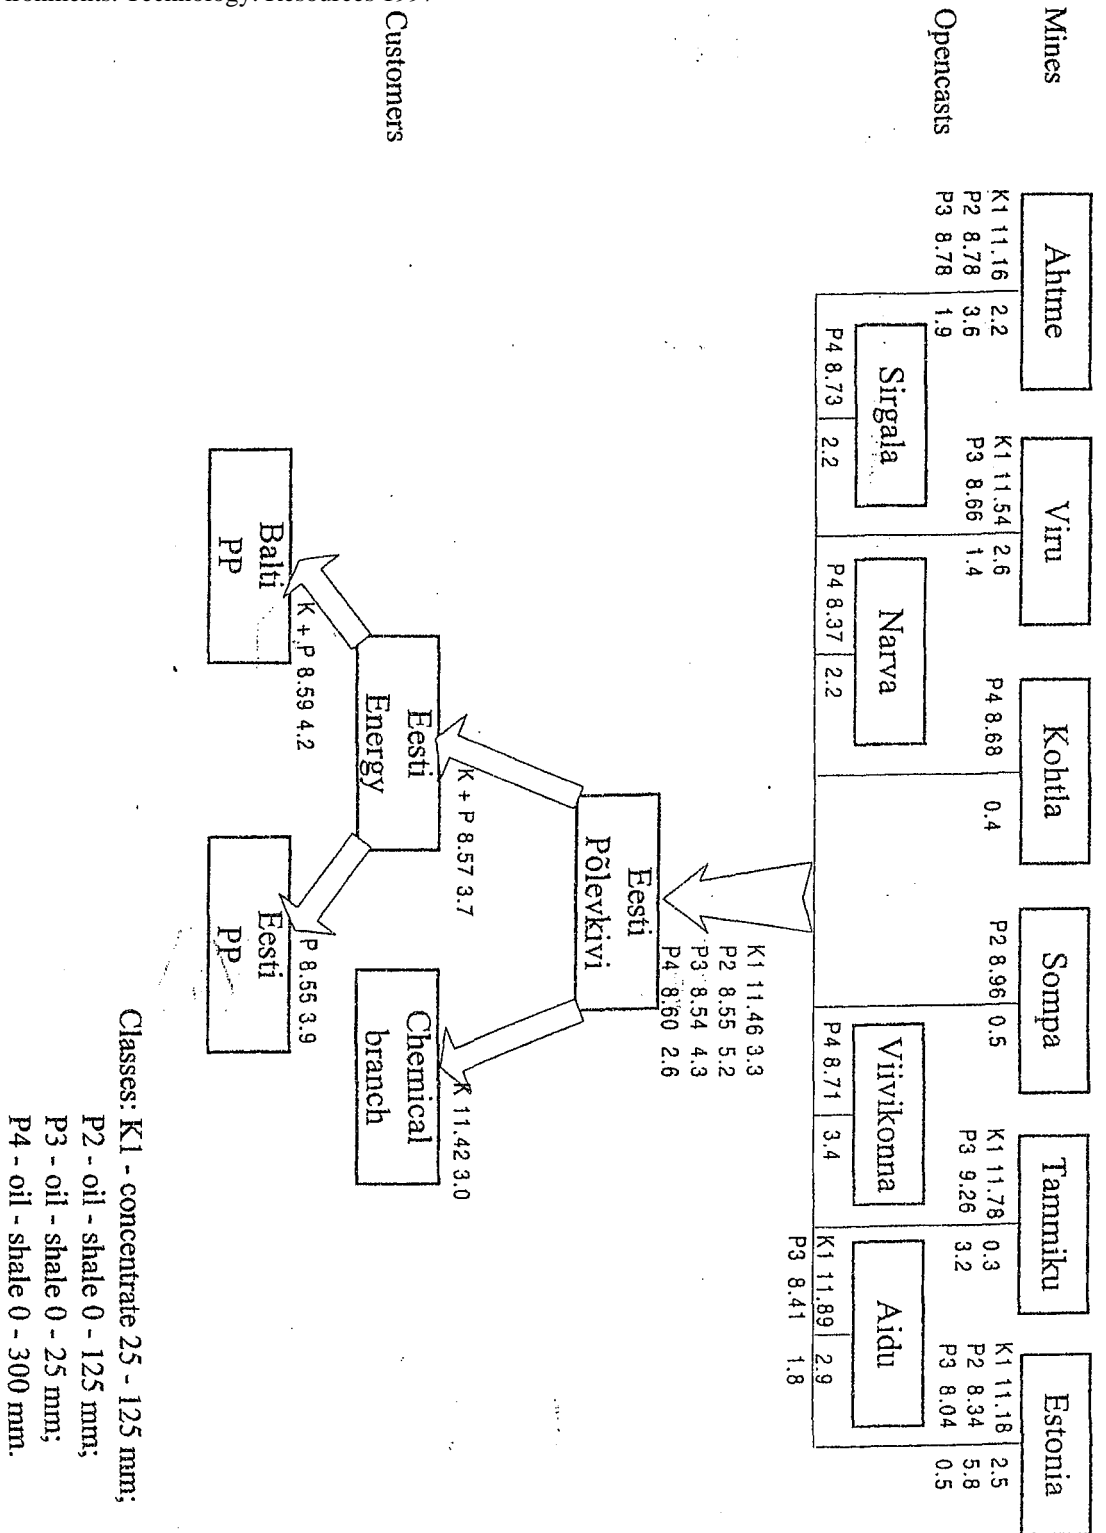 Mines
Ahtme
Viru
Kohtla
Sompa
Tammiku
Estonia
K1 11.16 2.2
P2 8.78 3.6
P3 8.78 1.9
K1 11.54 2.6
P3 8.66 1.4
P4 8.68 0.4
P2 8.96 0.5
K1 11.78 0.3
P3 9.26 3.2
K1 11.18 2.5
P2 8.34 5.8
P3 8.04 0.5
Opencasts
Sirgala
Narva
Viivikonna
Aidu
P4 8.73 2.2
P4 8.37 2.2
P4 8.71 3.4
K1 11.89 2.9
P3 8.41 1.8
K1 11.46 3.3
P2 8.55 5.2
P3 8.54 4.3
P4 8.60 2.6
Eesti
Põlevkivi
Customers
K + P 8.57 3.7
K 11.42 3.0
Eesti
Energy
Chemical
branch
K + P 8.59 4.2
P 8.55 3.9
Balti
PP
Eesti
PP
Classes: K1 - concentrate 25 - 125 mm;
P2 - oil - shale 0 - 125 mm;
P3 - oil - shale 0 - 25 mm;
P4 - oil - shale 0 - 300 mm.